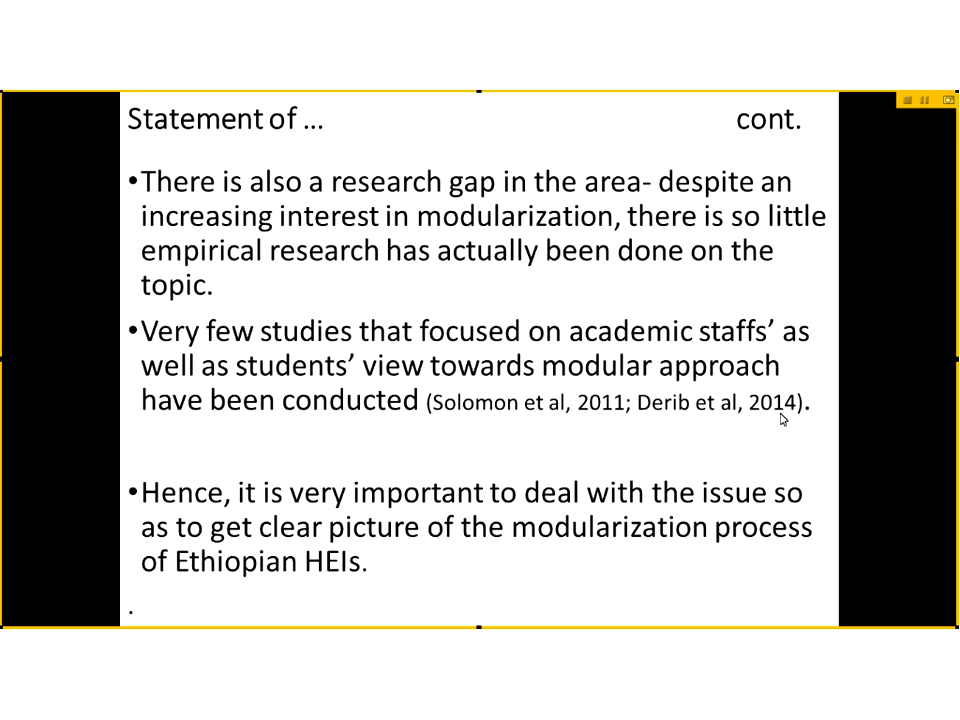 Statement of ... cont.
•There is also a research gap in the area- despite an
increasing interest in modularization, there is so little
empirical research has actually been done on the
topic.
•Very few studies that focused on academic staffs’ as
well as students’ view towards modular approach
have been conducted (Solomon et al, 2011; Derib et al, 2014).
•Hence, it is very important to deal with the issue so
as to get clear picture of the modularization process
of Ethiopian HEIs.
.